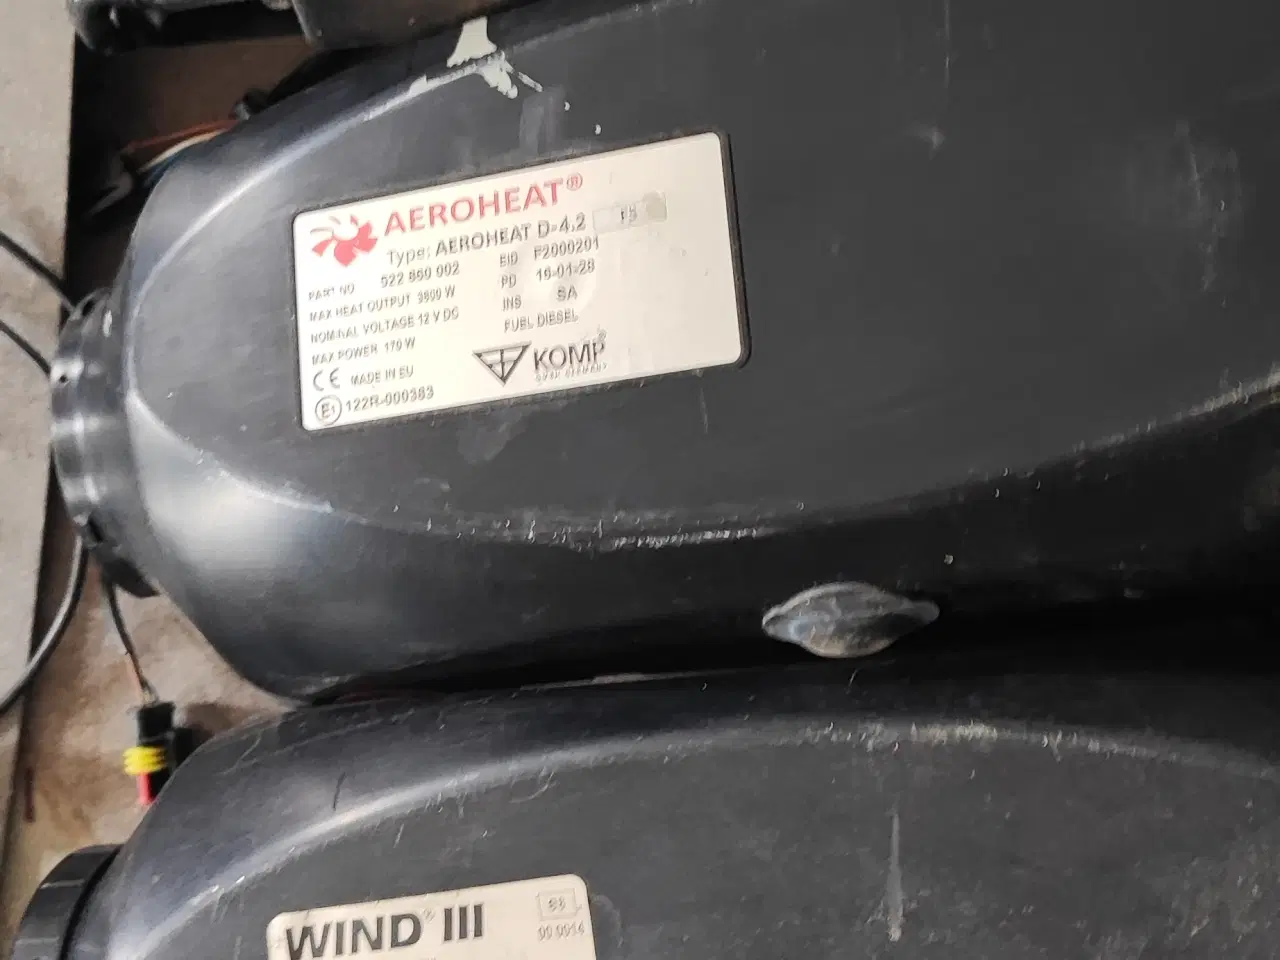 AEROHEAT®
Type: AEROHEAT D-4.2
PART NO 922 860 002
MAX HEAT OUTPUT 3800 W
NOMINAL VOLTAGE 12 V DC
MAX POWER 170 W
CE MADE IN EU
E1 122R-000383
EID F2000201
PD 16-01-28
INS SA
FUEL DIESEL
KOMP®
WIND® III